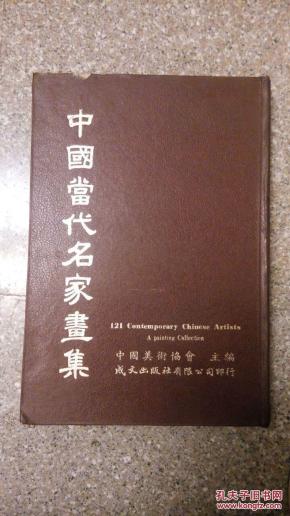 中國當代名家畫集
121 Contemporary Chinese Artists
A painting Collection
中國美術協會 主編
成文出版社有限公司印行
孔夫子旧书网